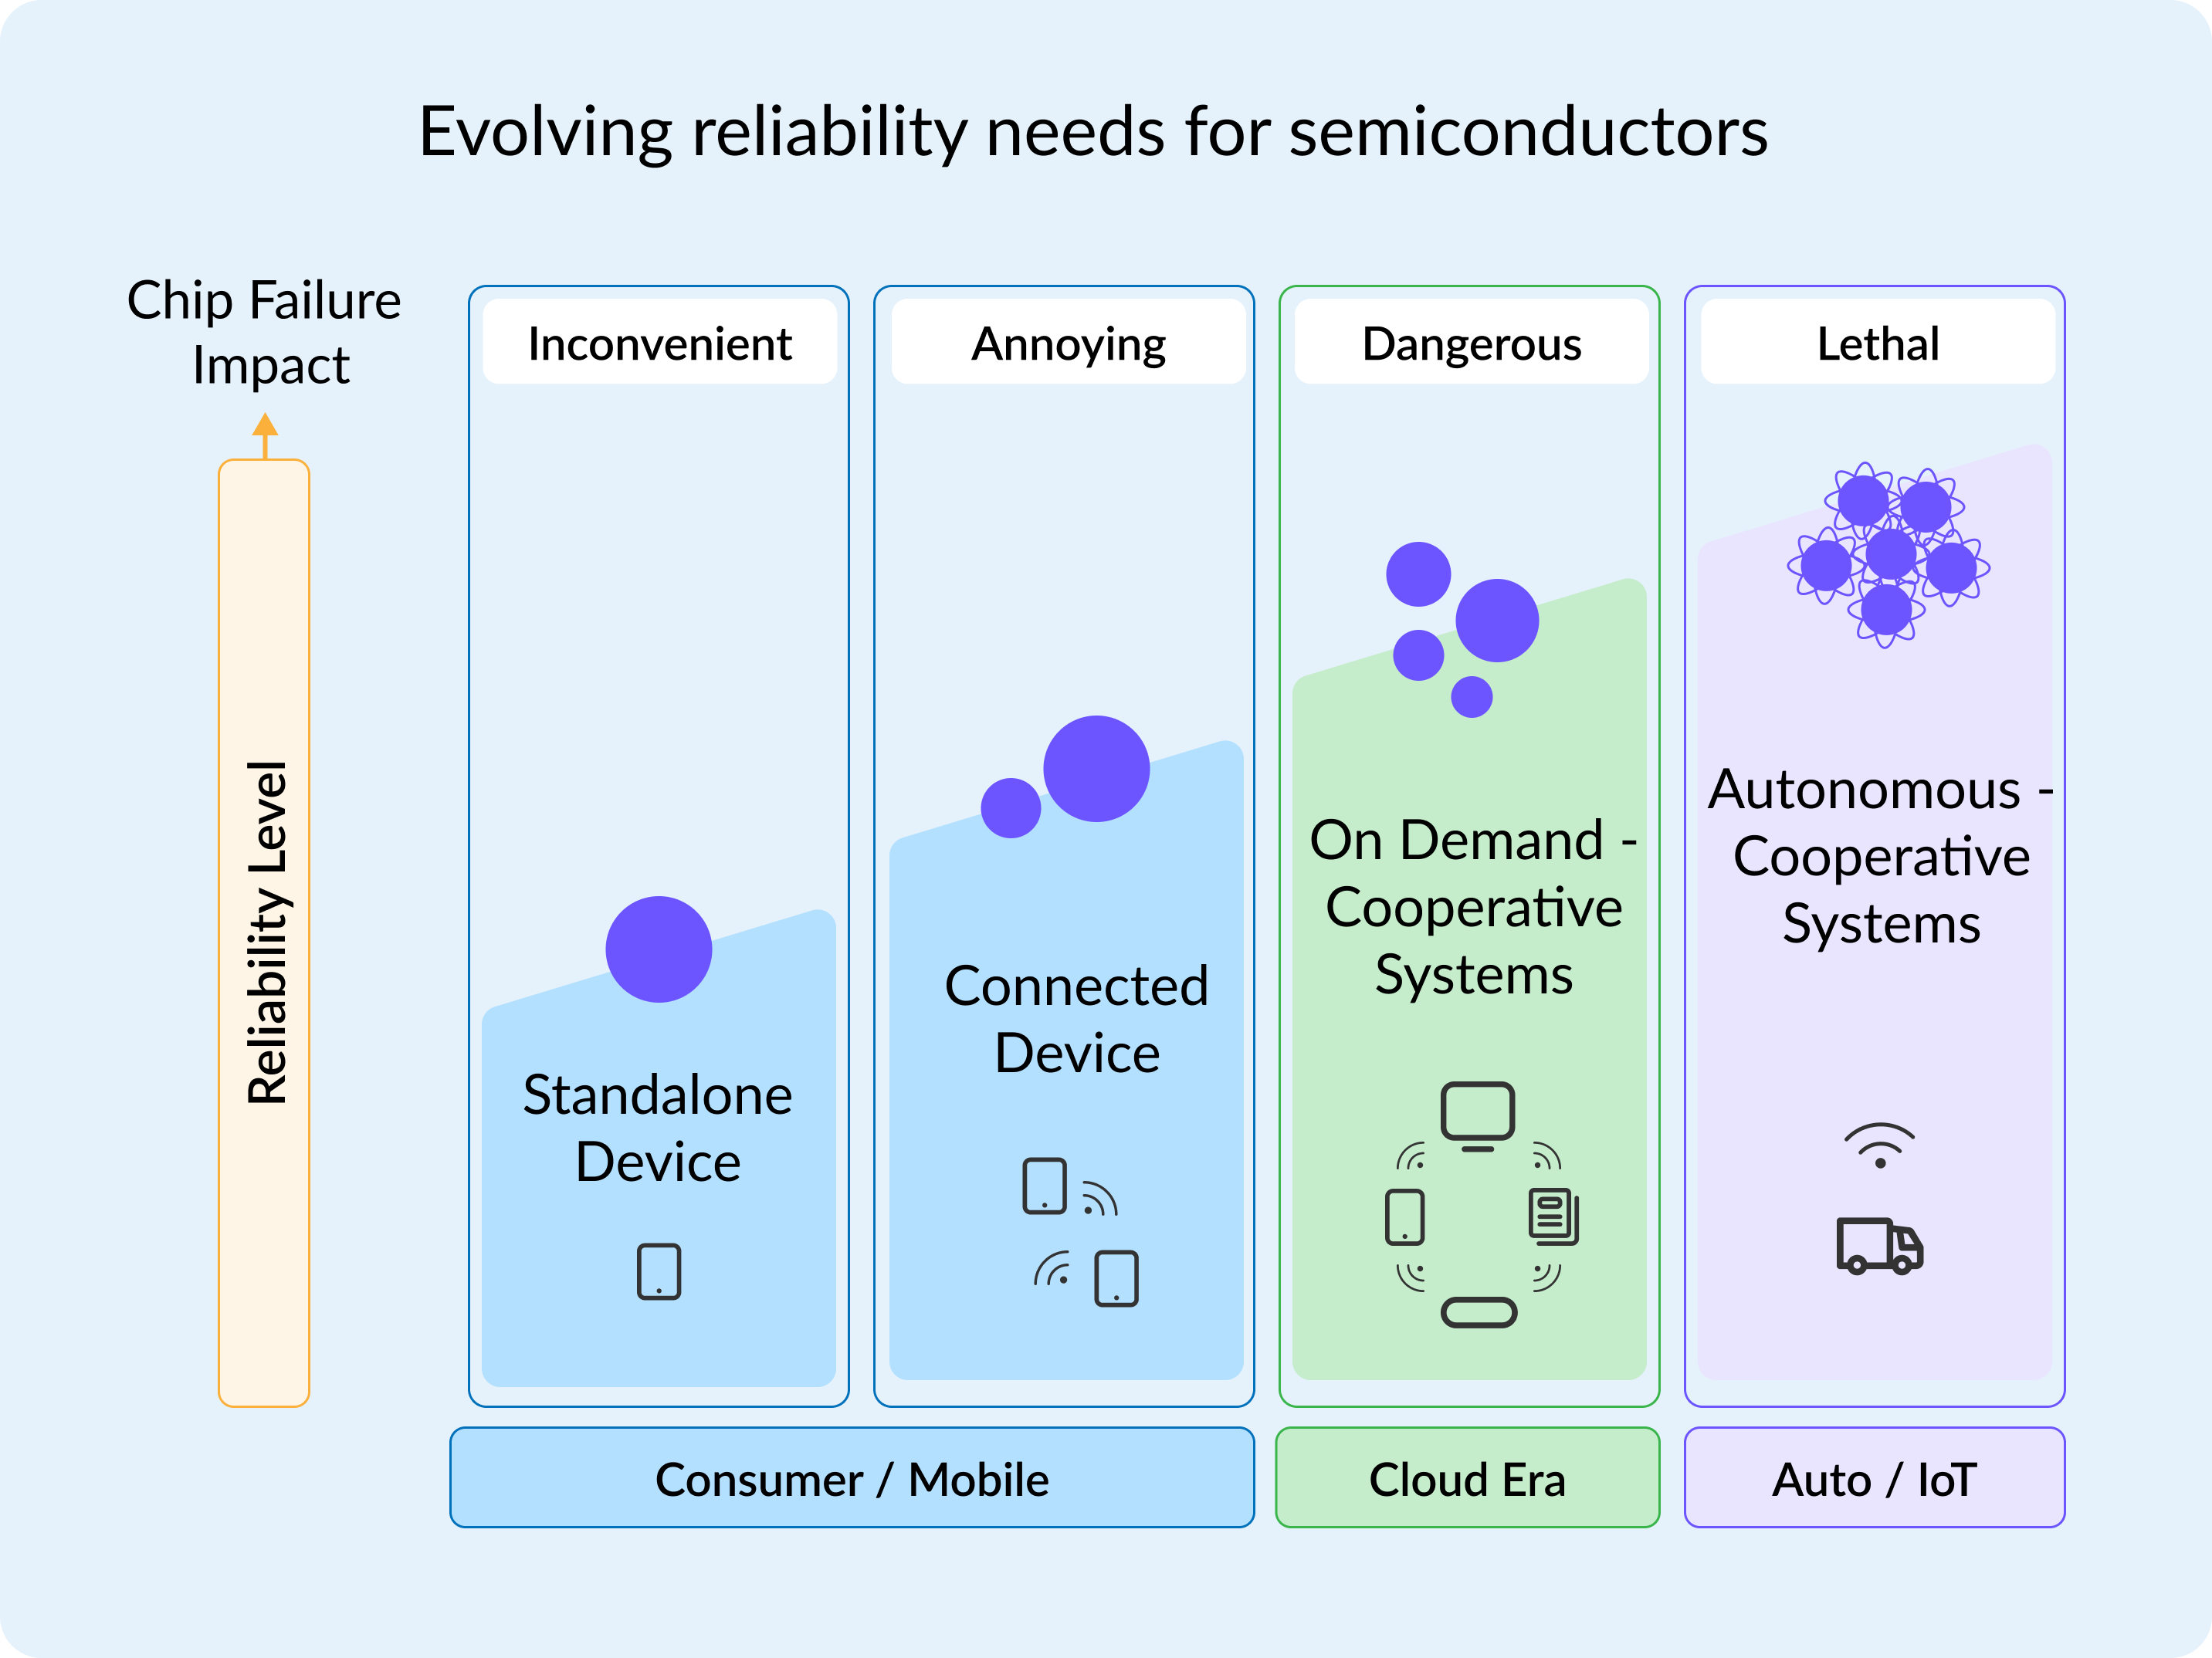 Evolving reliability needs for semiconductors
Chip Failure
Impact
Reliability Level
Inconvenient
Annoying
Dangerous
Lethal
Standalone
Device
Connected
Device
On Demand -
Cooperative
Systems
Autonomous -
Cooperative
Systems
Consumer / Mobile
Cloud Era
Auto / IoT